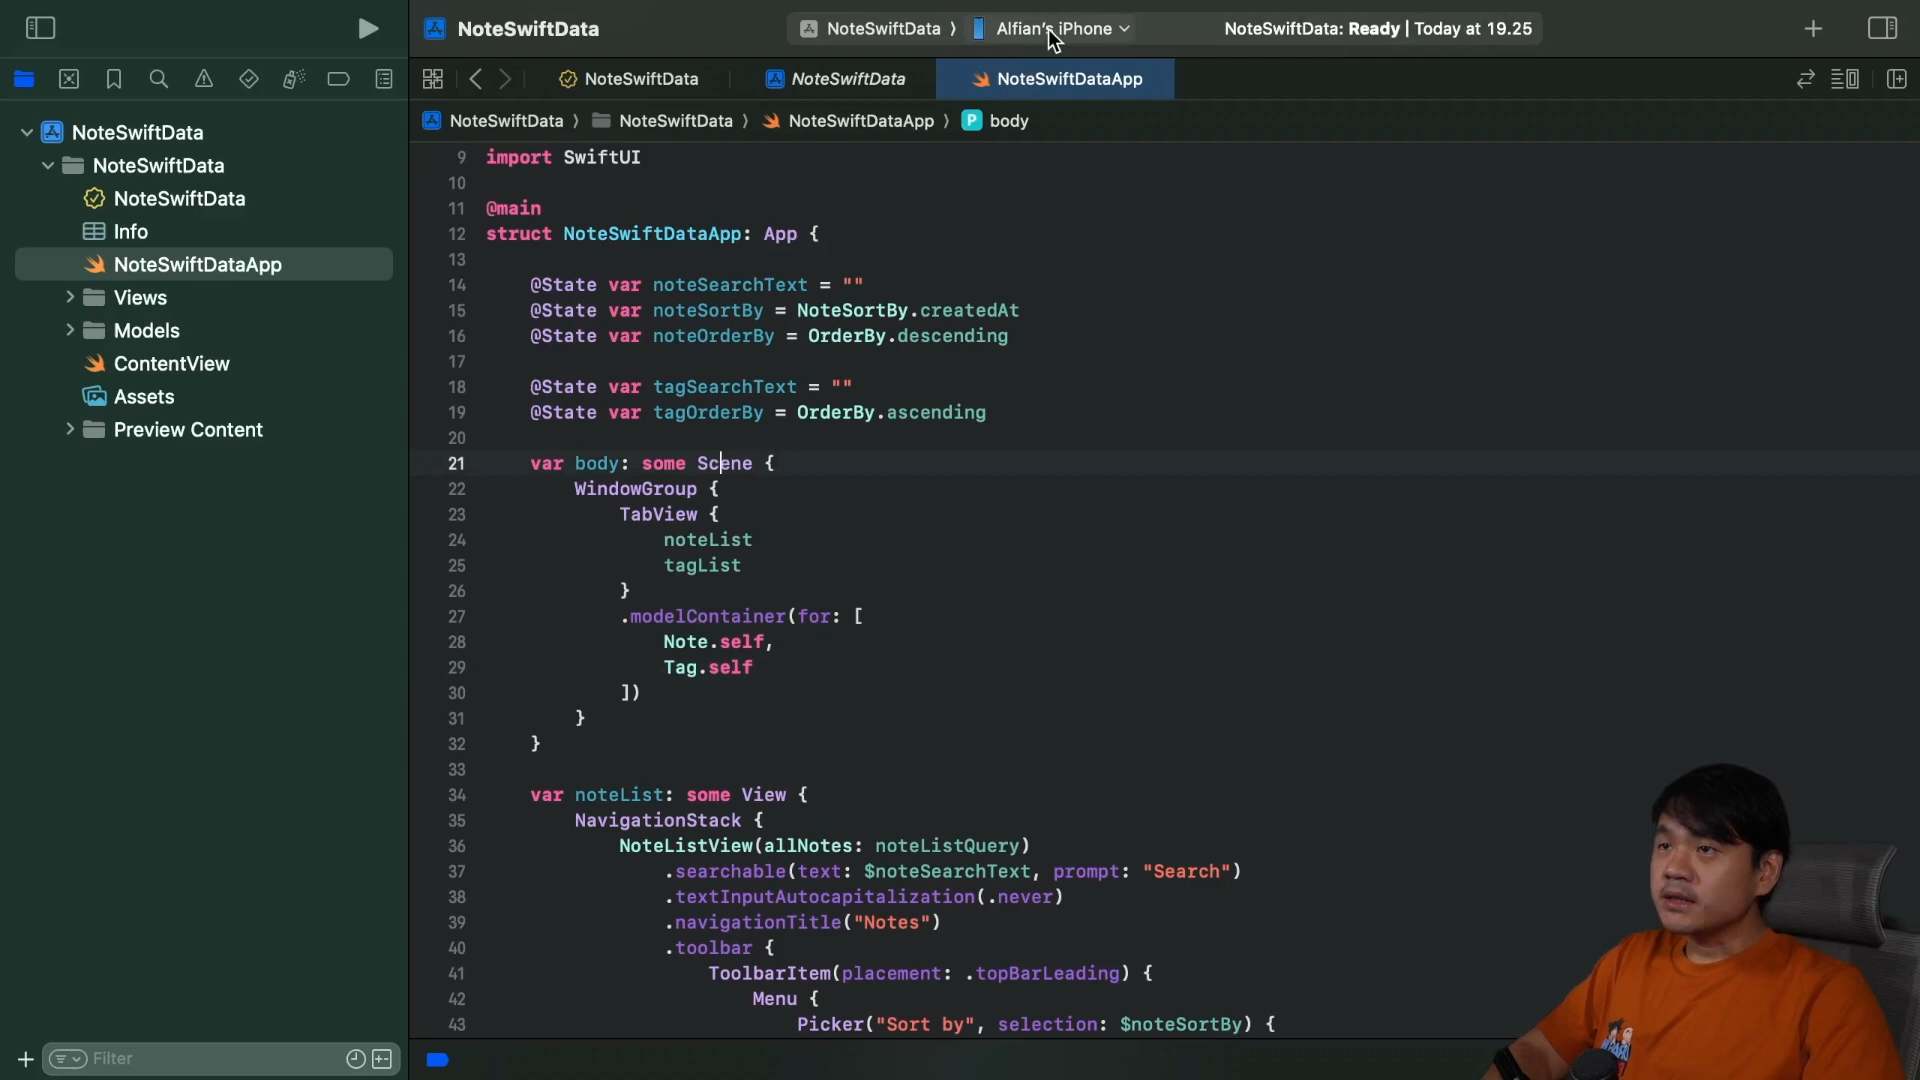 NoteSwiftData
NoteSwiftData 〉 Alfian's iPhone
NoteSwiftData: Ready | Today at 19.25
NoteSwiftData
NoteSwiftData
NoteSwiftDataApp
NoteSwiftData 〉 NoteSwiftData 〉 NoteSwiftDataApp 〉 P body
NoteSwiftData
NoteSwiftData
NoteSwiftData
Info
NoteSwiftDataApp
Views
Models
ContentView
Assets
Preview Content
Filter
9 import SwiftUI
10
11 @main
12 struct NoteSwiftDataApp: App {
13
14 @State var noteSearchText = ""
15 @State var noteSortBy = NoteSortBy.createdAt
16 @State var noteOrderBy = OrderBy.descending
17
18 @State var tagSearchText = ""
19 @State var tagOrderBy = OrderBy.ascending
20
21 var body: some Scene {
22 WindowGroup {
23 TabView {
24 noteList
25 tagList
26 }
27 .modelContainer(for: [
28 Note.self,
29 Tag.self
30 ])
31 }
32 }
33
34 var noteList: some View {
35 NavigationStack {
36 NoteListView(allNotes: noteListQuery)
37 .searchable(text: $noteSearchText, prompt: "Search")
38 .textInputAutocapitalization(.never)
39 .navigationTitle("Notes")
40 .toolbar {
41 ToolbarItem(placement: .topBarLeading) {
42 Menu {
43 Picker("Sort by", selection: $noteSortBy) {